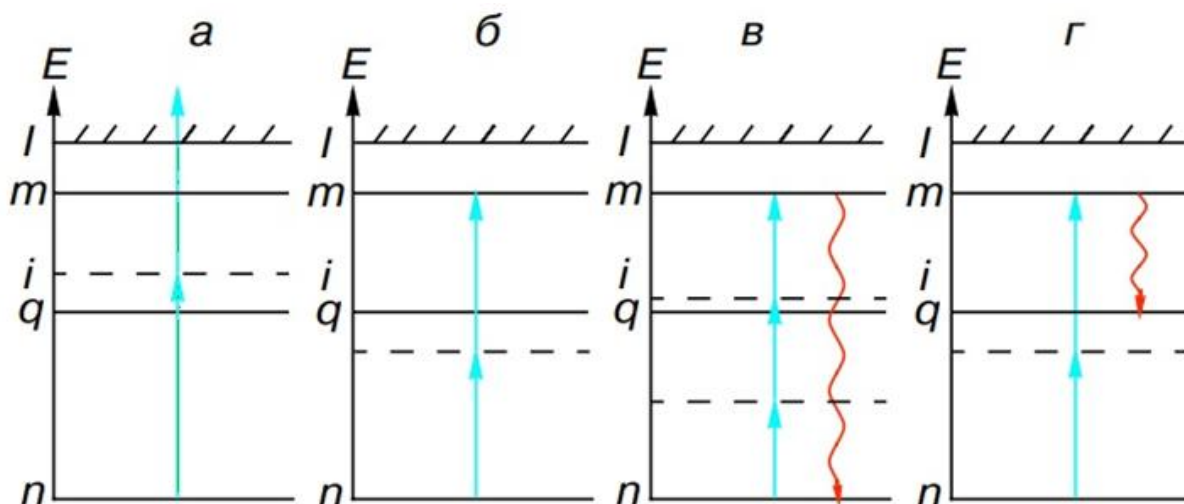 а б в г
E E E E
I I I I
m m m m
i i i i
q q q q
n n n n